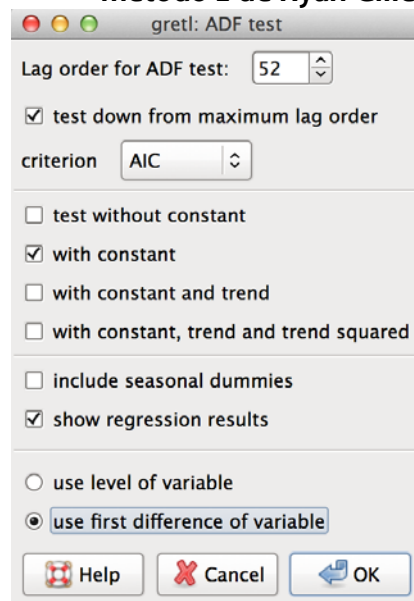 gretl: ADF test
Lag order for ADF test: 52
test down from maximum lag order
criterion AIC
test without constant
with constant
with constant and trend
with constant, trend and trend squared
include seasonal dummies
show regression results
use level of variable
use first difference of variable
Help Cancel OK